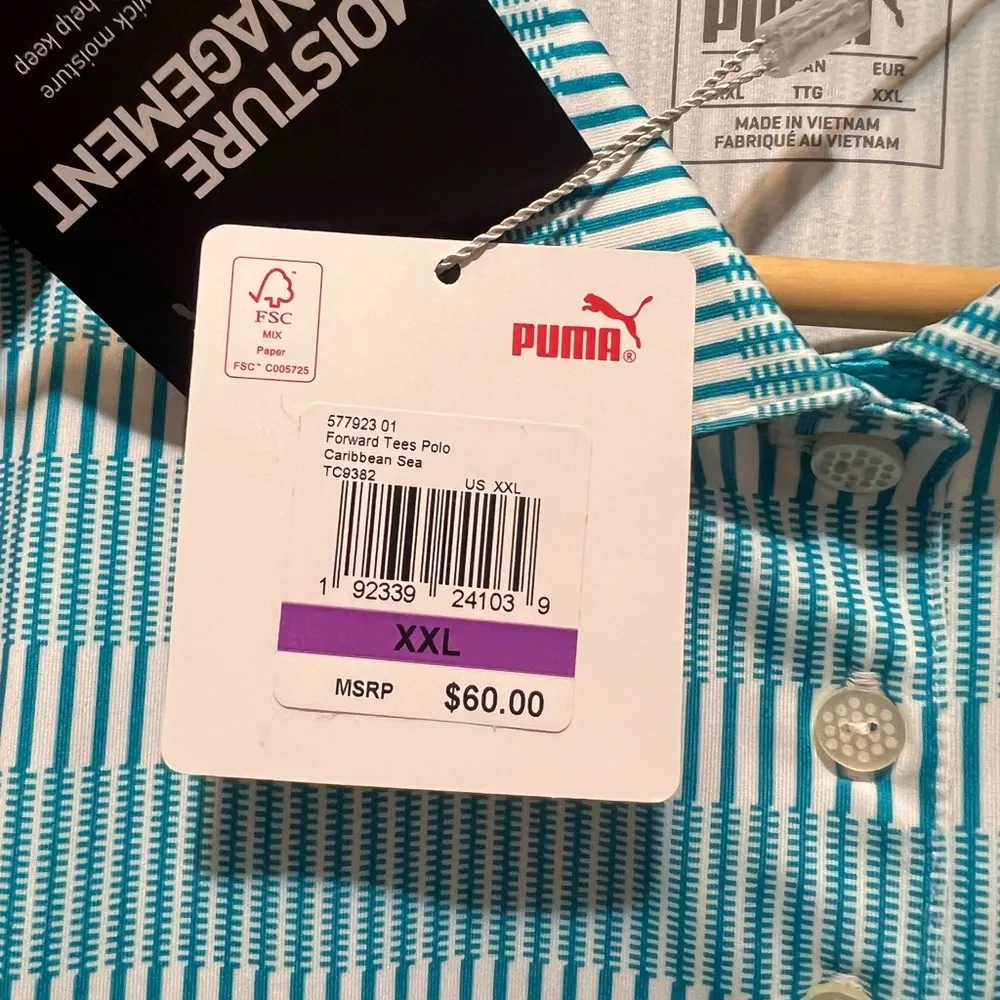 MOISTURE
MANAGEMENT
wick moisture
help keep
PUMA
EUR
XXL TTG XXL
MADE IN VIETNAM
FABRIQUÉ AU VIETNAM
FSC
MIX
Paper
FSC™ C005725
PUMA®
577923 01
Forward Tees Polo
Caribbean Sea
TC9382
US XXL
1 92339 24103 9
XXL
MSRP $60.00